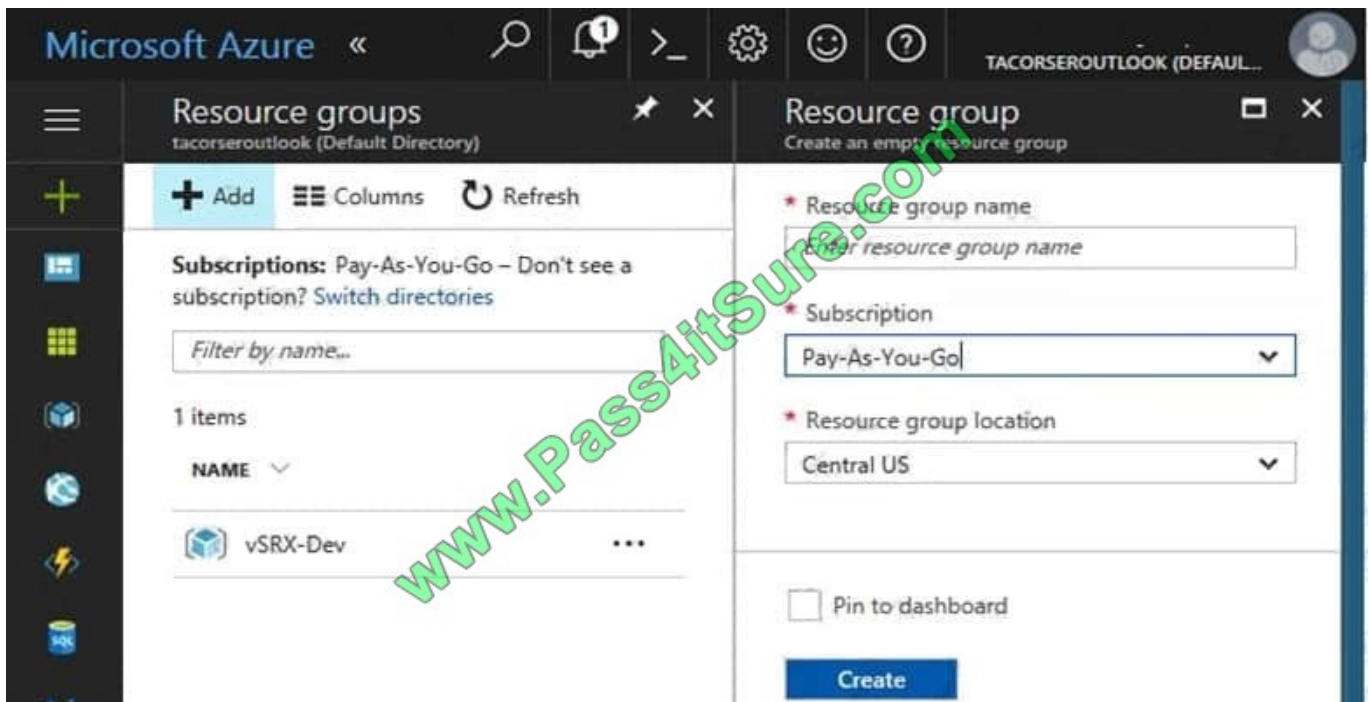 Microsoft Azure «
1
>_
?
TACORSEROUTLOOK (DEFAUL...
Resource groups
tacorseroutlook (Default Directory)
Add
Columns
Refresh
Subscriptions: Pay-As-You-Go – Don't see a
subscription? Switch directories
Filter by name...
1 items
NAME
vSRX-Dev
...
SQL
Resource group
Create an empty resource group
* Resource group name
Enter resource group name
* Subscription
Pay-As-You-Go
* Resource group location
Central US
Pin to dashboard
Create
www.Pass4itSure.com